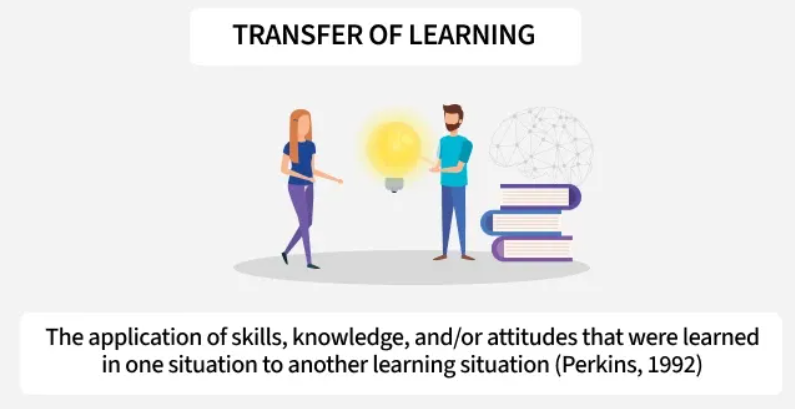 TRANSFER OF LEARNING
The application of skills, knowledge, and/or attitudes that were learned
in one situation to another learning situation (Perkins, 1992)